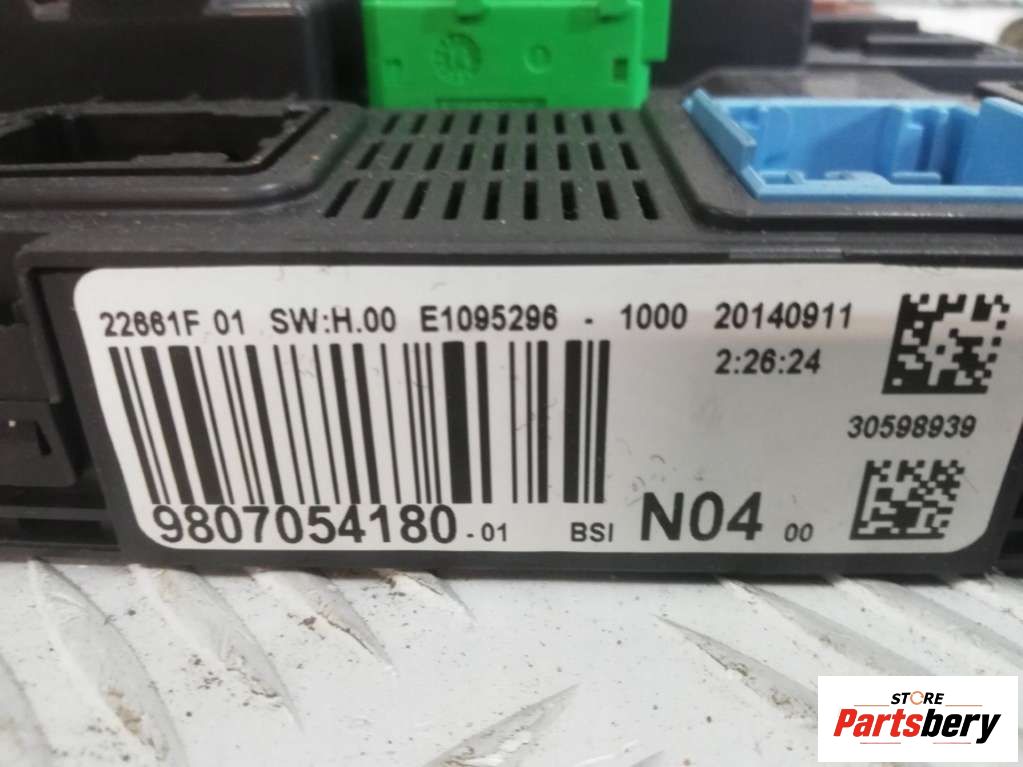 22661F 01 SW:H.00 E1095296 - 1000 20140911
2:26:24
30598939
9807054180-01 BSI N04 00
STORE
Partsbery